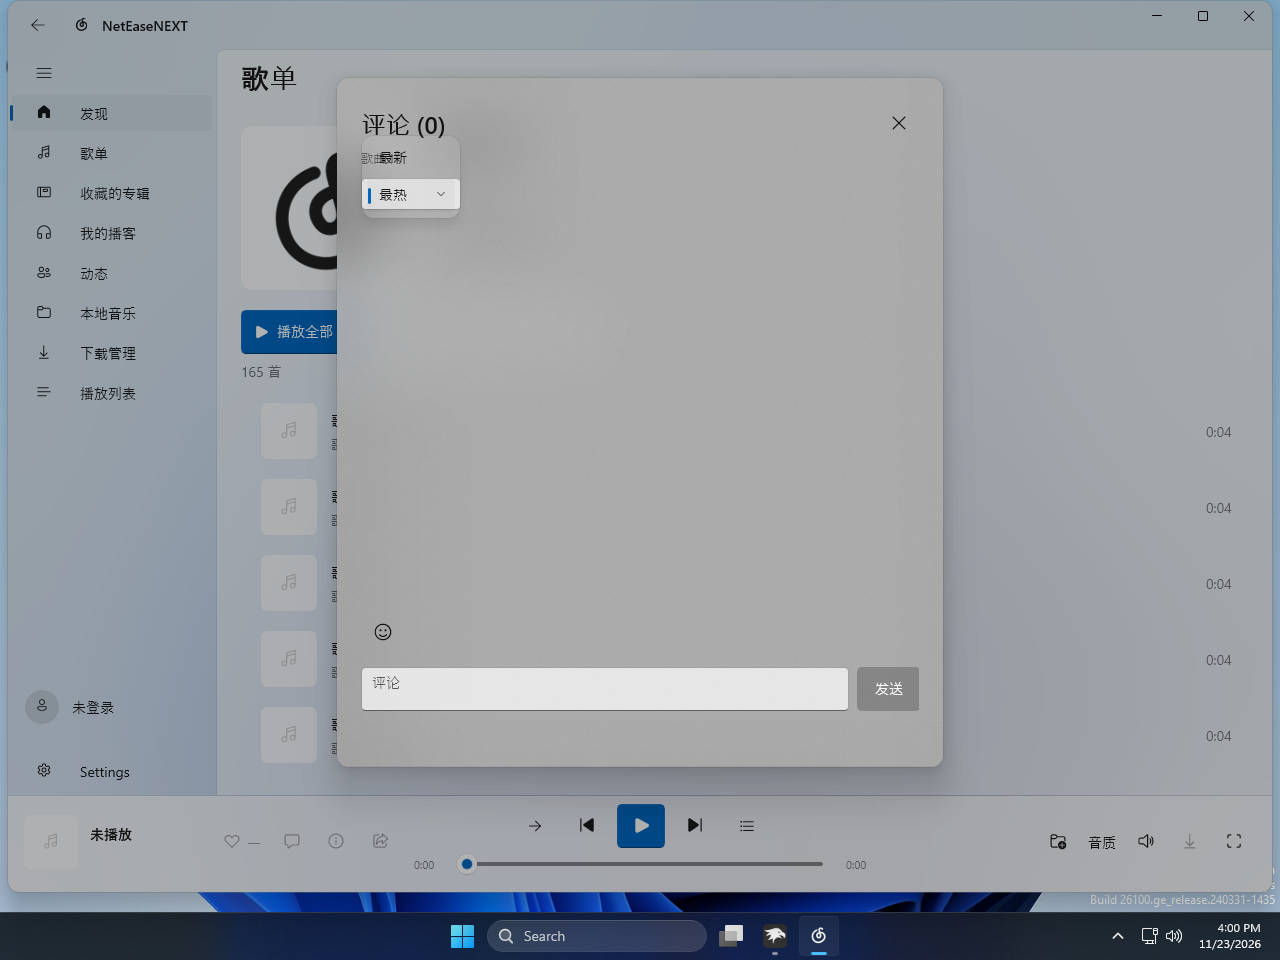 NetEaseNEXT
发现
歌单
收藏的专辑
我的播客
动态
本地音乐
下载管理
播放列表
未登录
Settings
歌单
播放全部
165 首
0:04
0:04
0:04
0:04
0:04
评论 (0)
最新
最热
评论
发送
未播放
0:00
0:00
音质
Build 26100.ge_release.240331-1435
Search
4:00 PM
11/23/2026